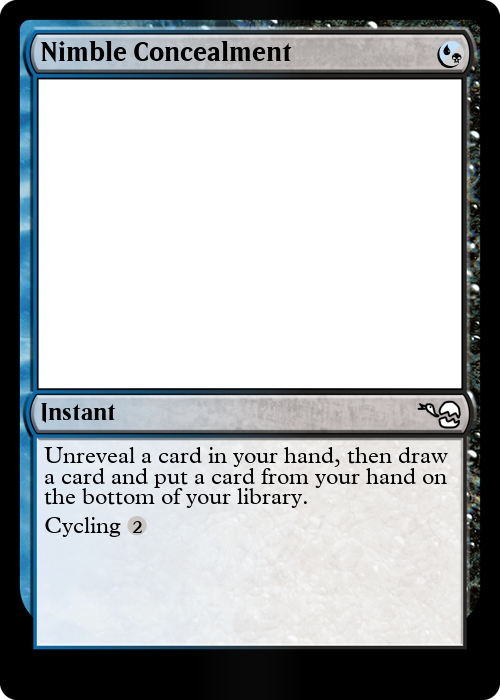 Nimble Concealment
Instant
Unreveal a card in your hand, then draw
a card and put a card from your hand on
the bottom of your library.
Cycling 2